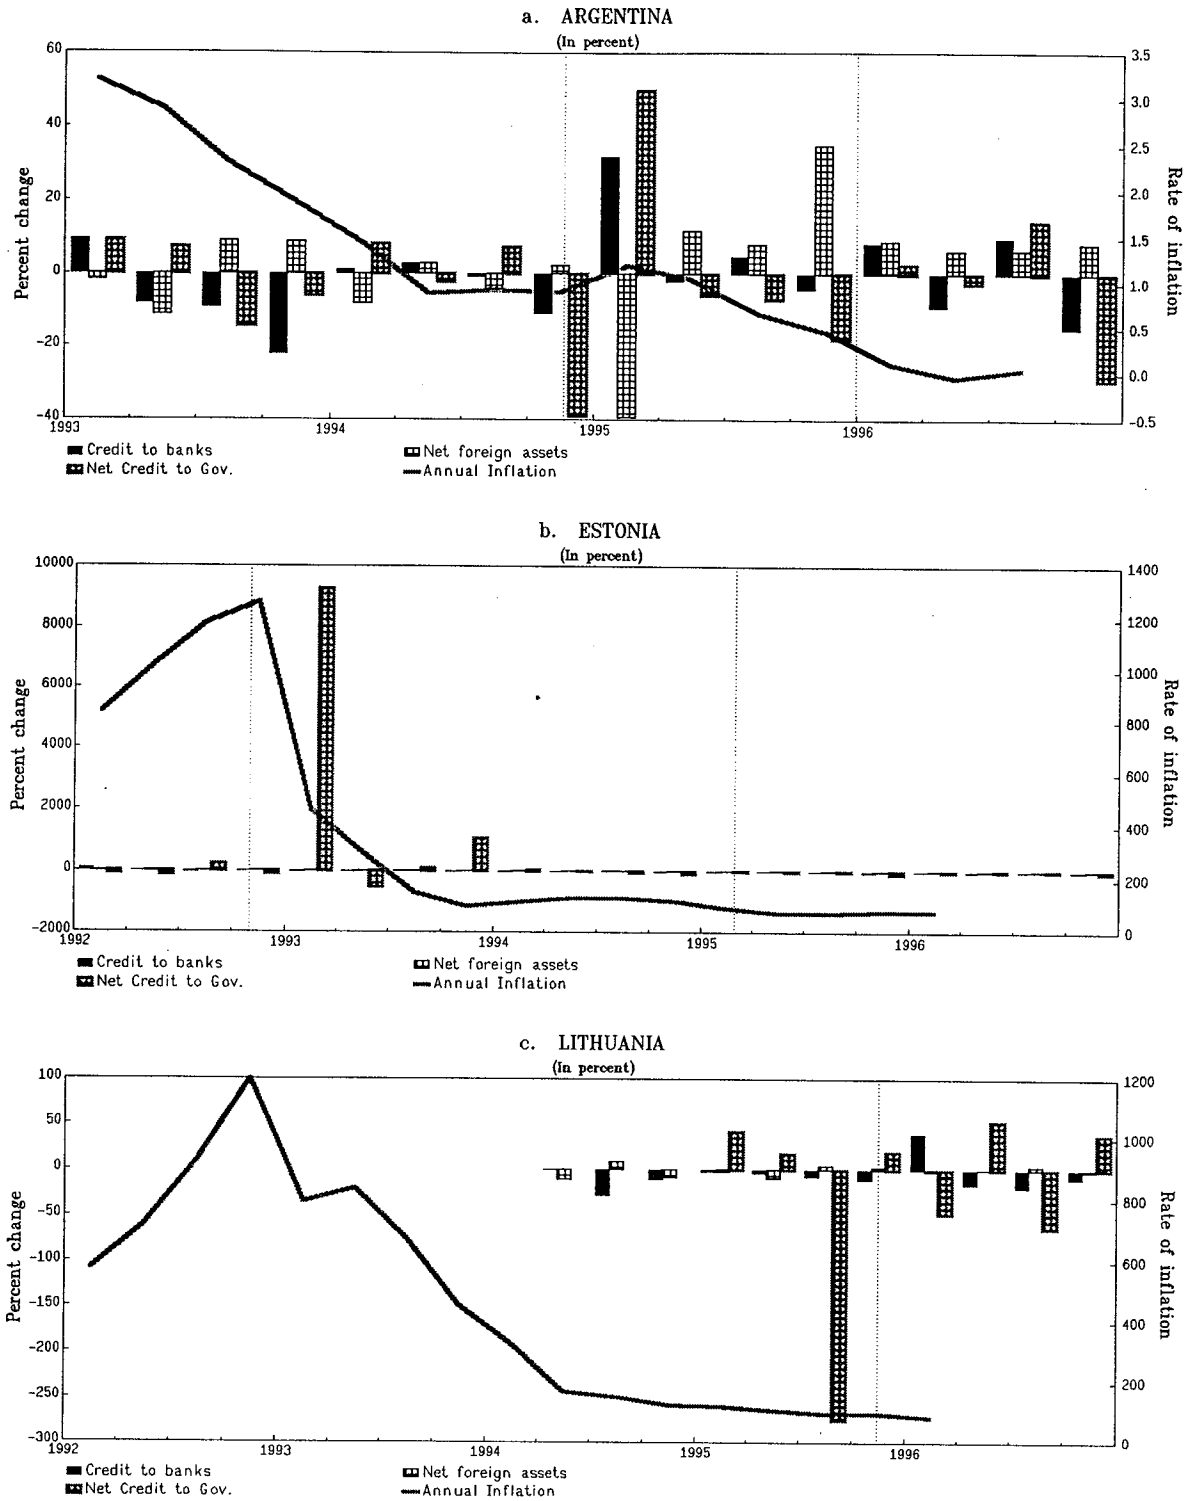 a. ARGENTINA
(In percent)
60
40
20
0
-20
-40
Percent change
3.5
3.0
2.5
2.0
1.5
1.0
0.5
0.0
-0.5
Rate of inflation
1993 1994 1995 1996
Credit to banks Net foreign assets
Net Credit to Gov. Annual Inflation
b. ESTONIA
(In percent)
10000
8000
6000
4000
2000
0
-2000
Percent change
1400
1200
1000
800
600
400
200
0
Rate of inflation
1992 1993 1994 1995 1996
Credit to banks Net foreign assets
Net Credit to Gov. Annual Inflation
c. LITHUANIA
(In percent)
100
50
0
-50
-100
-150
-200
-250
-300
Percent change
1200
1000
800
600
400
200
0
Rate of inflation
1992 1993 1994 1995 1996
Credit to banks Net foreign assets
Net Credit to Gov. Annual Inflation